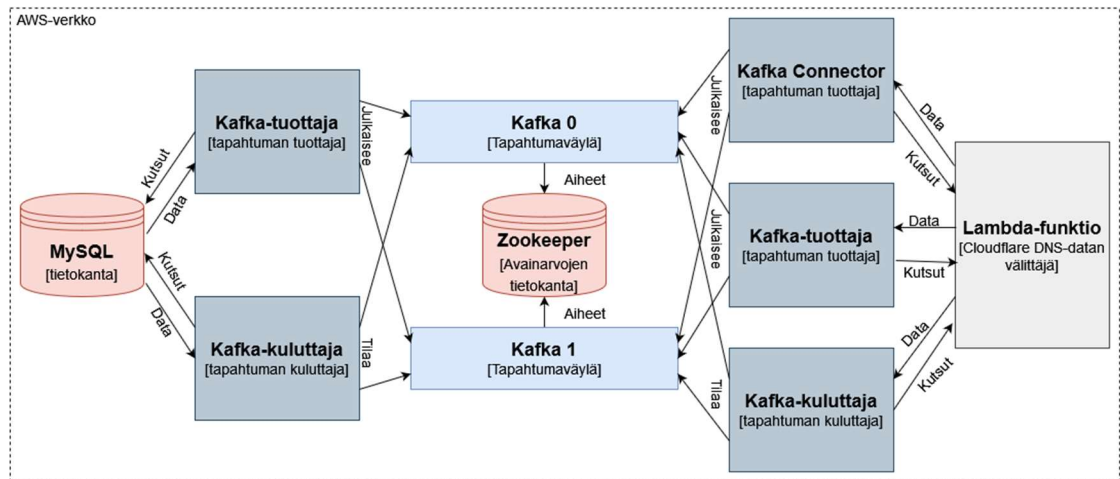 AWS-verkko
Kafka-tuottaja
[tapahtuman tuottaja]
Kutsut
Data
Julkaisee
MySQL
[tietokanta]
Kutsut
Data
Kafka-kuluttaja
[tapahtuman kuluttaja]
Tilaa
Kafka 0
[Tapahtumaväylä]
Aiheet
Zookeeper
[Avainarvojen
tietokanta]
Aiheet
Kafka 1
[Tapahtumaväylä]
Kafka Connector
[tapahtuman tuottaja]
Julkaisee
Data
Kutsut
Kafka-tuottaja
[tapahtuman tuottaja]
Julkaisee
Data
Kutsut
Kafka-kuluttaja
[tapahtuman kuluttaja]
Tilaa
Data
Kutsut
Lambda-funktio
[Cloudflare DNS-datan
välittäjä]